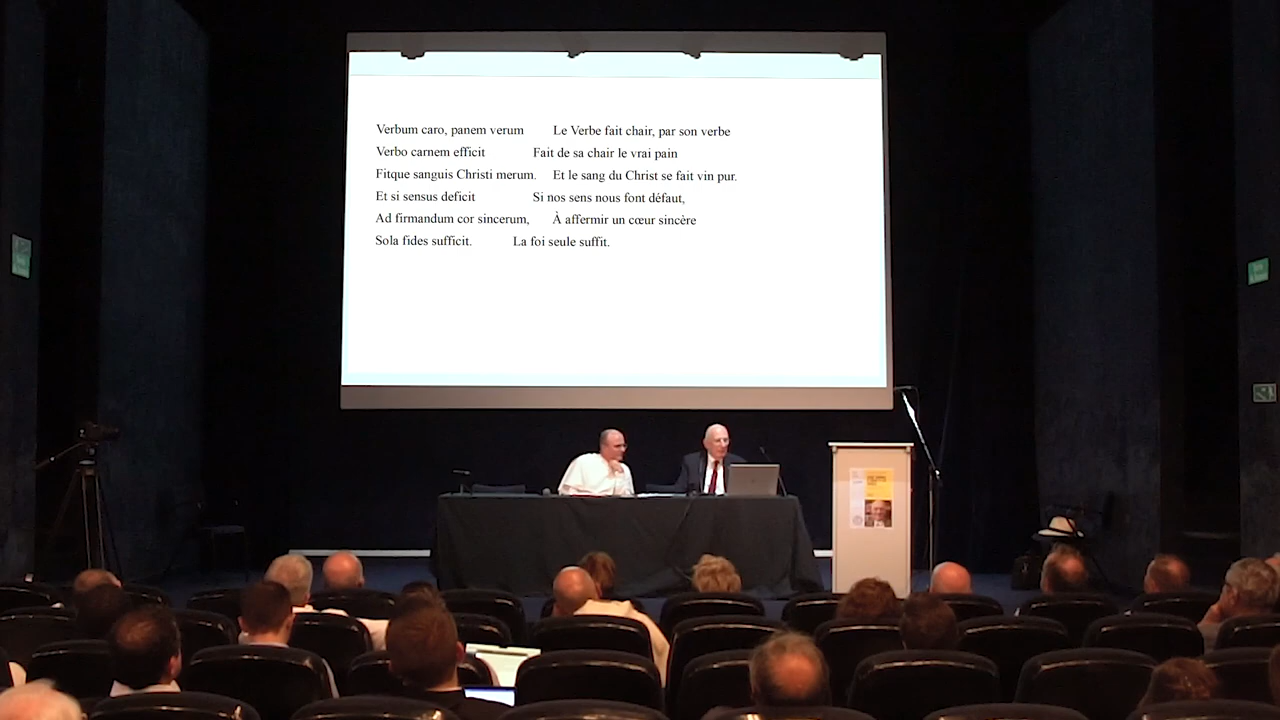 Verbum caro, panem verum Le Verbe fait chair, par son verbe
Verbo carnem efficit Fait de sa chair le vrai pain
Fitque sanguis Christi merum. Et le sang du Christ se fait vin pur.
Et si sensus deficit Si nos sens nous font défaut,
Ad firmandum cor sincerum, À affermir un cœur sincère
Sola fides sufficit. La foi seule suffit.